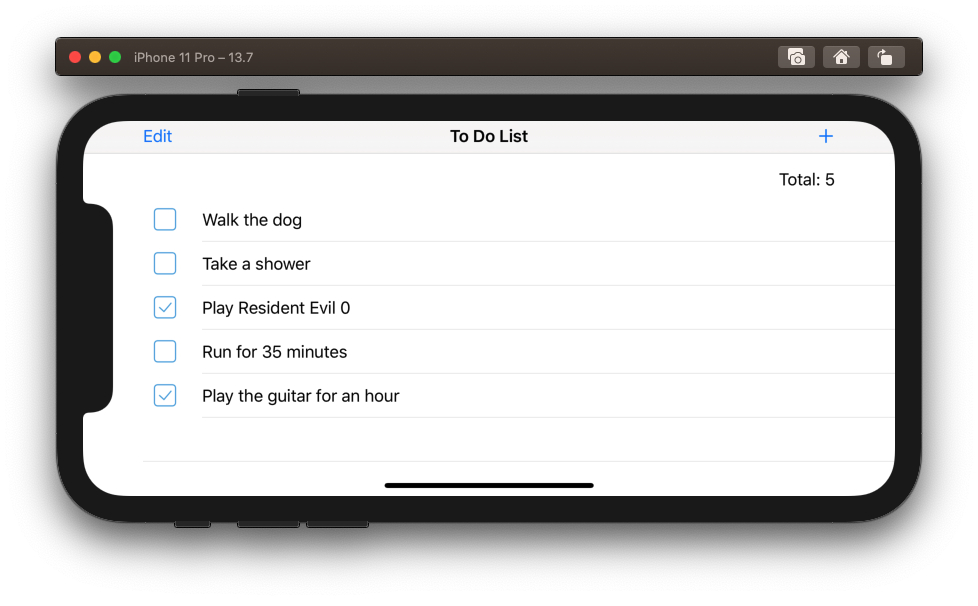 iPhone 11 Pro – 13.7
Edit To Do List +
Total: 5
Walk the dog
Take a shower
Play Resident Evil 0
Run for 35 minutes
Play the guitar for an hour